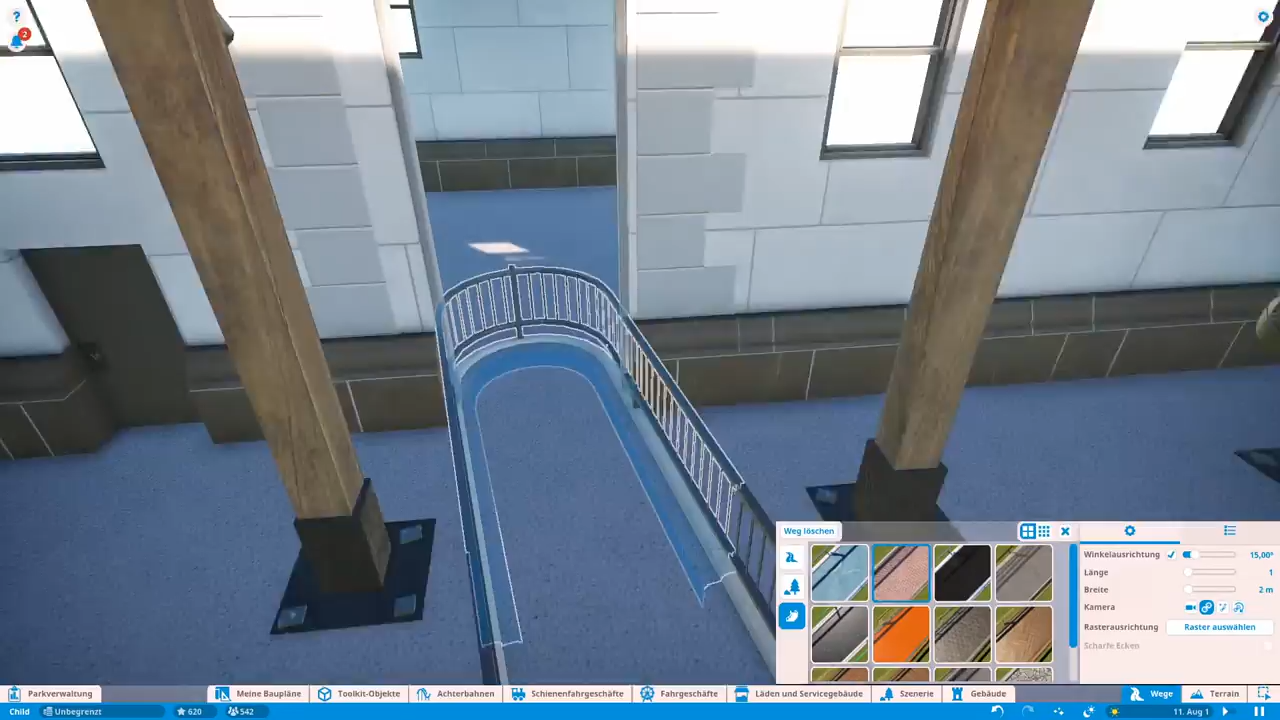 ?
2
Weg löschen
Winkelausrichtung 15,00°
Länge 1
Breite 2 m
Kamera
Rasterausrichtung Raster auswählen
Scharfe Ecken
Parkverwaltung Meine Baupläne Toolkit-Objekte Achterbahnen Schienenfahrgeschäfte Fahrgeschäfte Läden und Servicegebäude Szenerie Gebäude Wege Terrain
Child Unbegrenzt 620 542 11. Aug 1